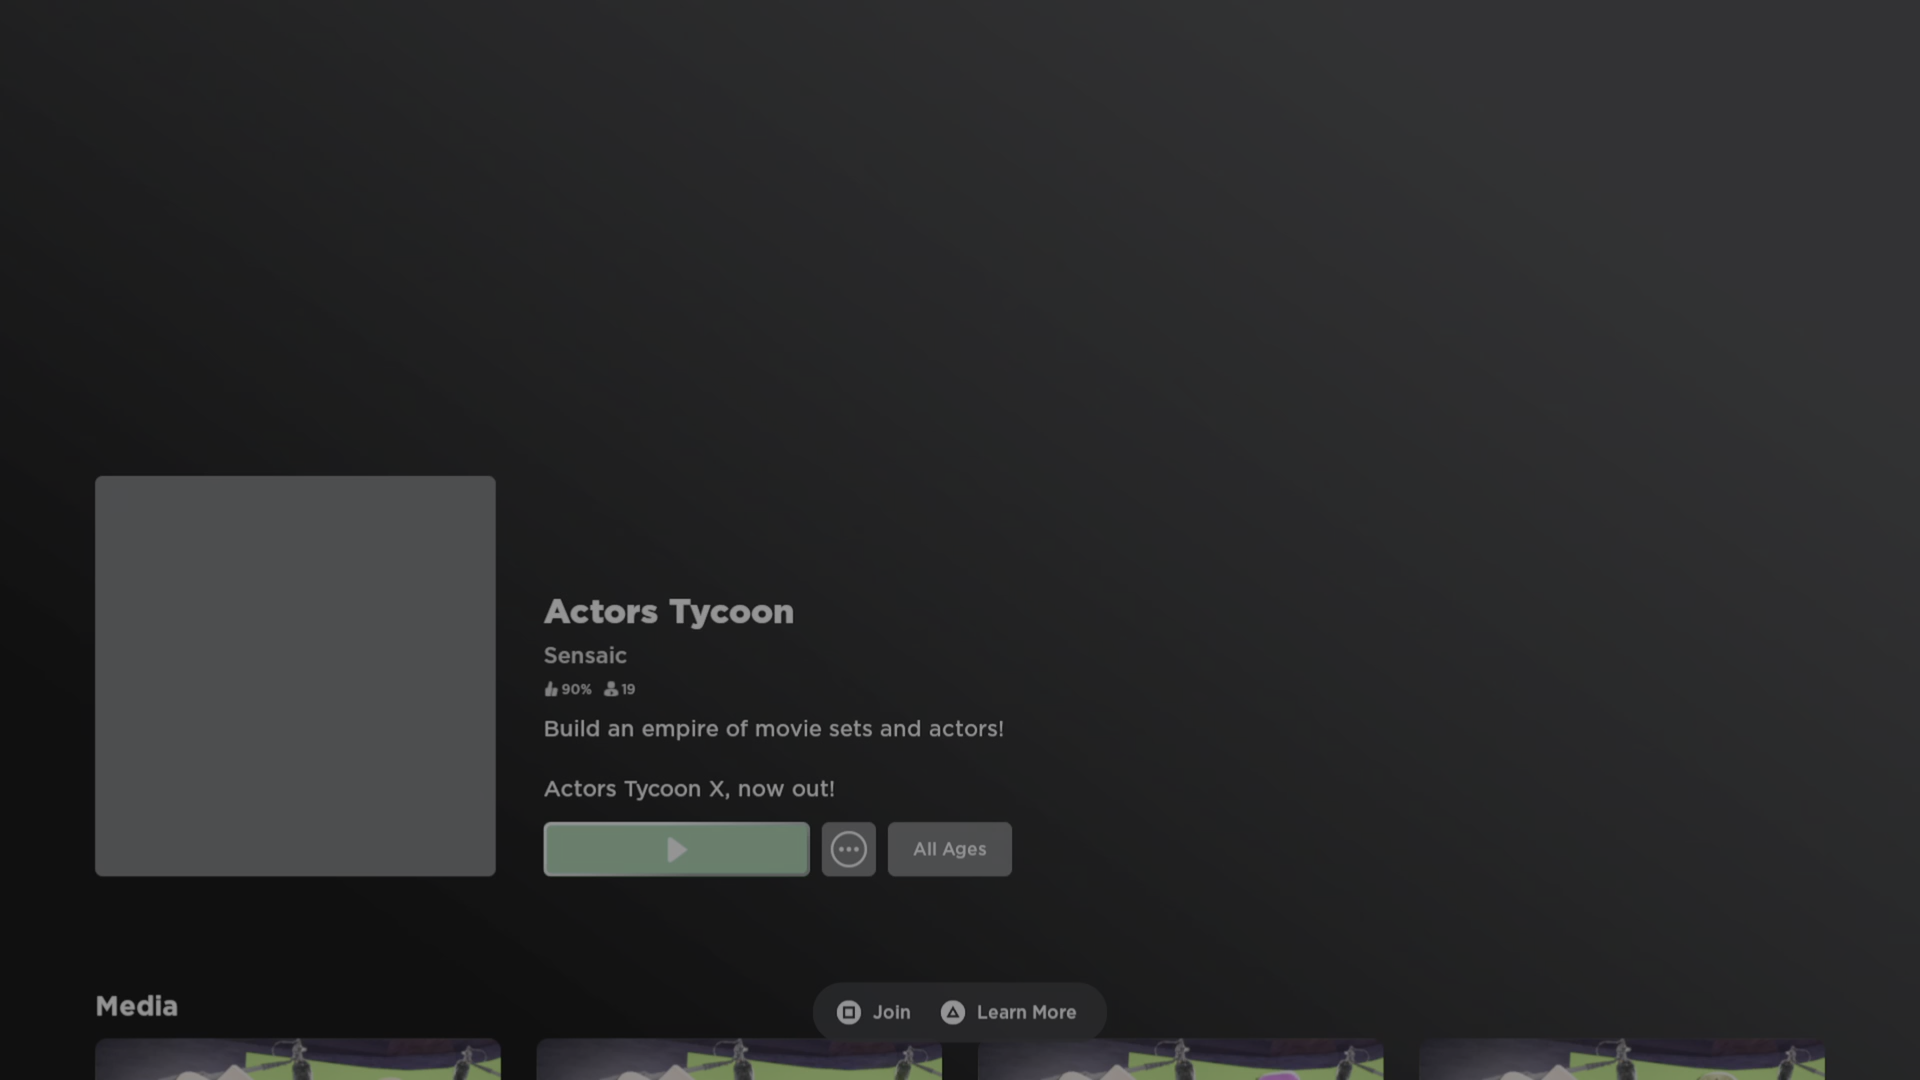 Actors Tycoon
Sensaic
90% 19
Build an empire of movie sets and actors!
Actors Tycoon X, now out!
All Ages
Media
Join Learn More